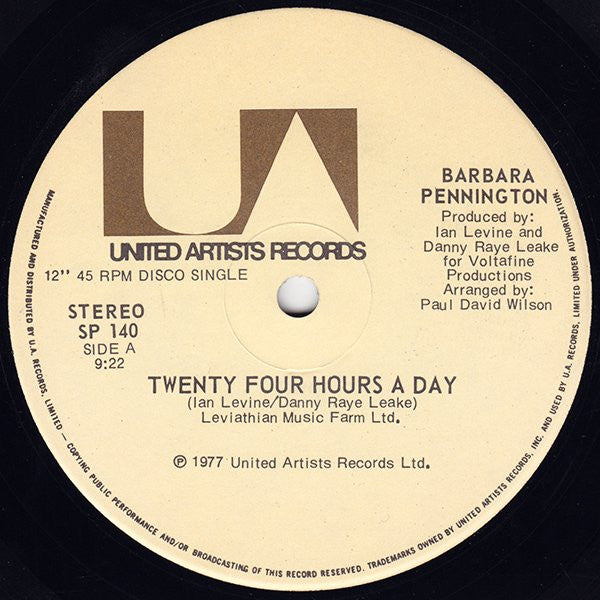 UA
UNITED ARTISTS RECORDS
12" 45 RPM DISCO SINGLE
STEREO
SP 140
SIDE A
9:22
BARBARA
PENNINGTON
Produced by:
Ian Levine and
Danny Raye Leake
for Voltafine
Productions
Arranged by:
Paul David Wilson
TWENTY FOUR HOURS A DAY
(Ian Levine/Danny Raye Leake)
Leviathian Music Farm Ltd.
℗ 1977 United Artists Records Ltd.
MANUFACTURED AND DISTRIBUTED BY U.A. RECORDS, LIMITED — COPYING PUBLIC PERFORMANCE AND/OR BROADCASTING OF THIS RECORD RESERVED. TRADEMARKS OWNED BY UNITED ARTISTS RECORDS, INC. AND USED BY U.A. RECORDS, LIMITED UNDER AUTHORIZATION.